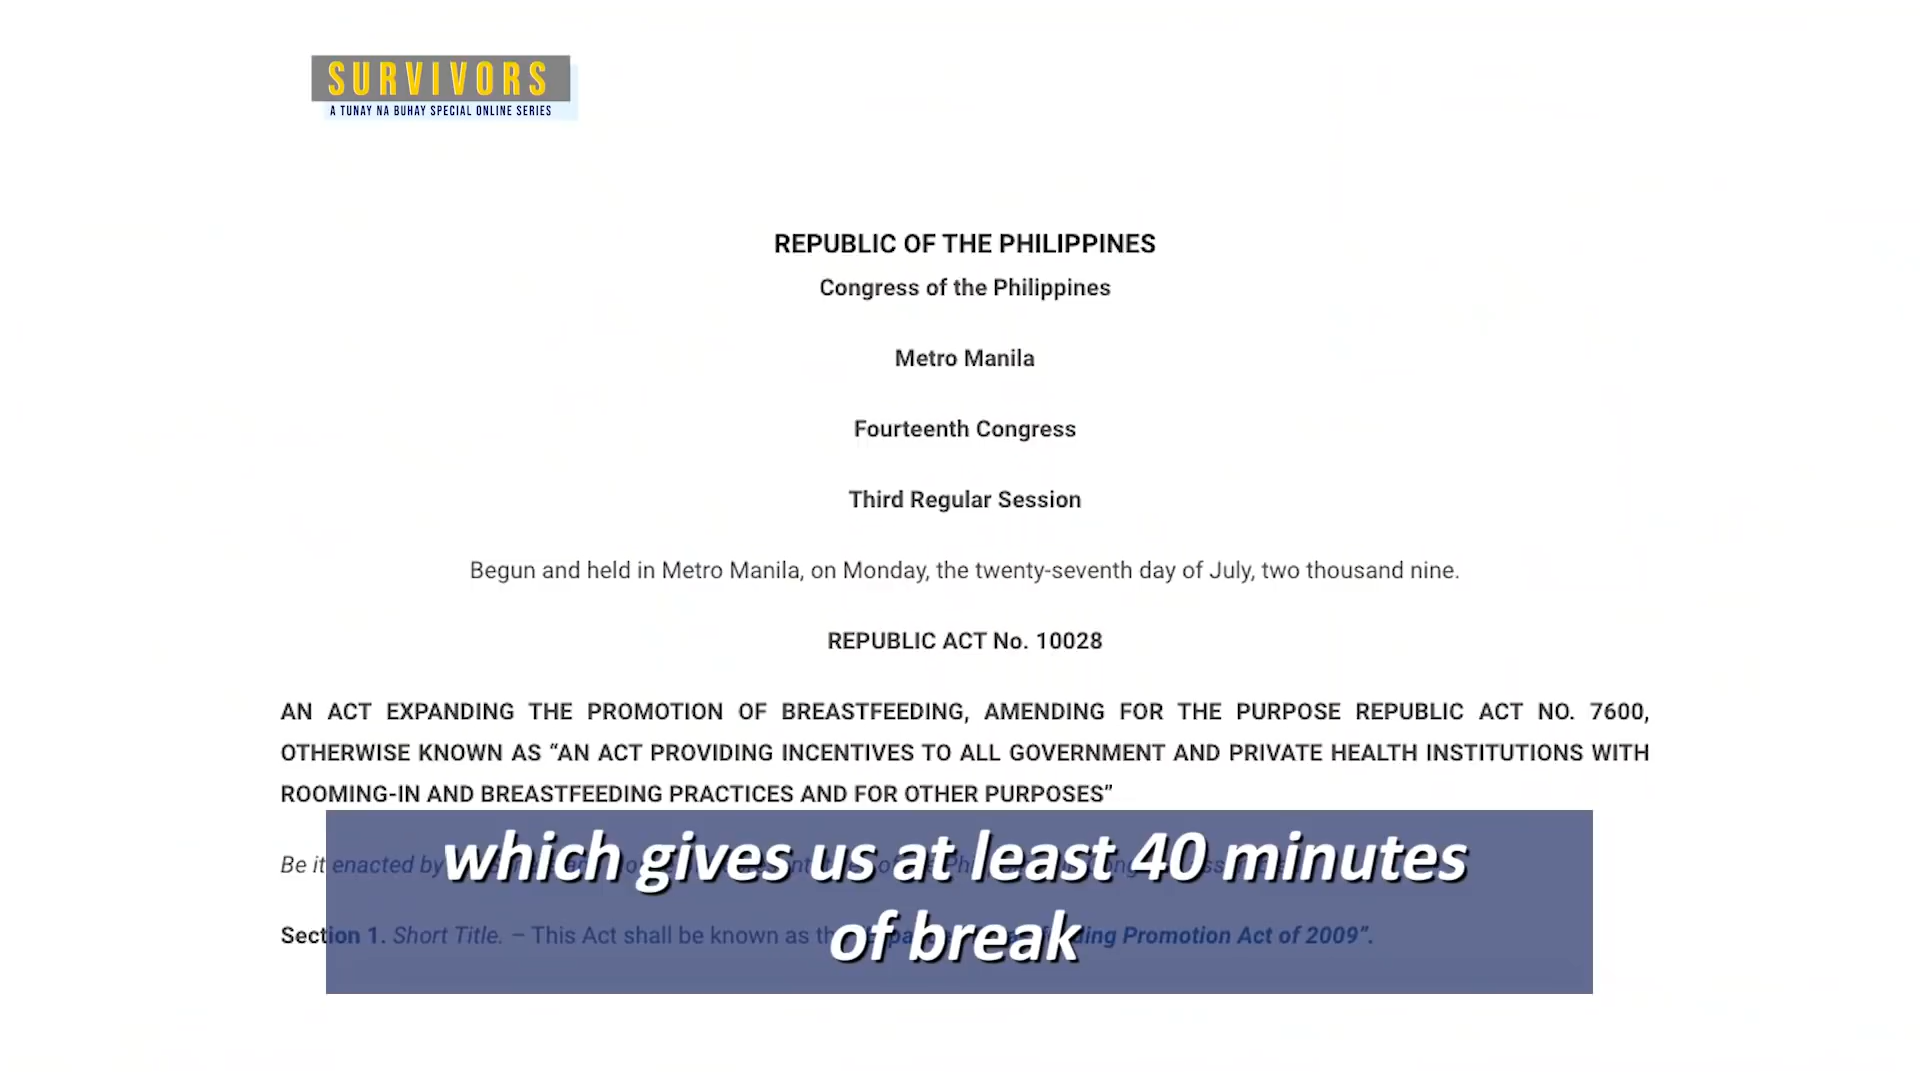 SURVIVORS
A TUNAY NA BUHAY SPECIAL ONLINE SERIES
REPUBLIC OF THE PHILIPPINES
Congress of the Philippines
Metro Manila
Fourteenth Congress
Third Regular Session
Begun and held in Metro Manila, on Monday, the twenty-seventh day of July, two thousand nine.
REPUBLIC ACT No. 10028
AN ACT EXPANDING THE PROMOTION OF BREASTFEEDING, AMENDING FOR THE PURPOSE REPUBLIC ACT NO. 7600,
OTHERWISE KNOWN AS “AN ACT PROVIDING INCENTIVES TO ALL GOVERNMENT AND PRIVATE HEALTH INSTITUTIONS WITH
ROOMING-IN AND BREASTFEEDING PRACTICES AND FOR OTHER PURPOSES”
Be it enacted by
which gives us at least 40 minutes
Section 1. Short Title. – This Act shall be known as Promotion Act of 2009”.
of break